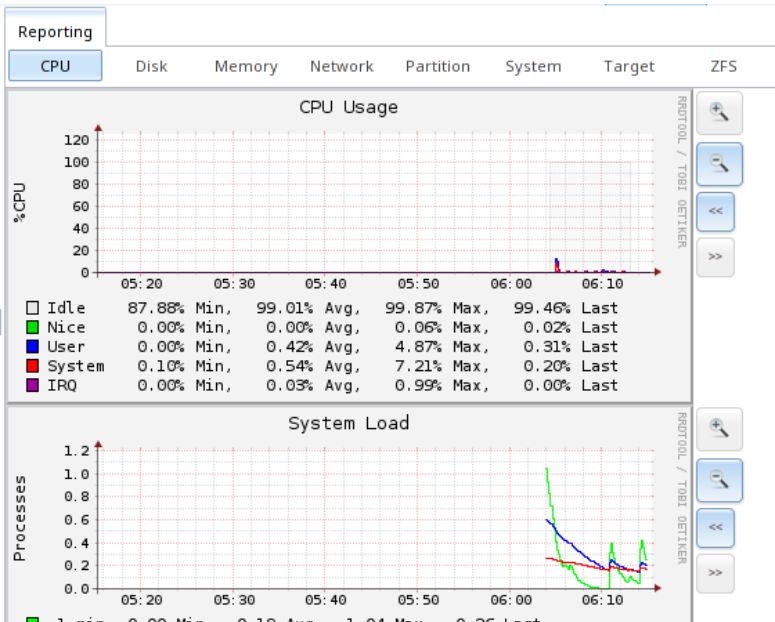 Reporting
CPU Disk Memory Network Partition System Target ZFS
CPU Usage
RRDTOOL / TOBI OETIKER
%CPU
120
100
80
60
40
20
0
05:20 05:30 05:40 05:50 06:00 06:10
Idle 87.88% Min, 99.01% Avg, 99.87% Max, 99.46% Last
Nice 0.00% Min, 0.00% Avg, 0.06% Max, 0.02% Last
User 0.00% Min, 0.42% Avg, 4.87% Max, 0.31% Last
System 0.10% Min, 0.54% Avg, 7.21% Max, 0.20% Last
IRQ 0.00% Min, 0.03% Avg, 0.99% Max, 0.00% Last
<<
>>
System Load
RRDTOOL / TOBI OETIKER
Processes
1.2
1.0
0.8
0.6
0.4
0.2
0.0
05:20 05:30 05:40 05:50 06:00 06:10
<<
>>